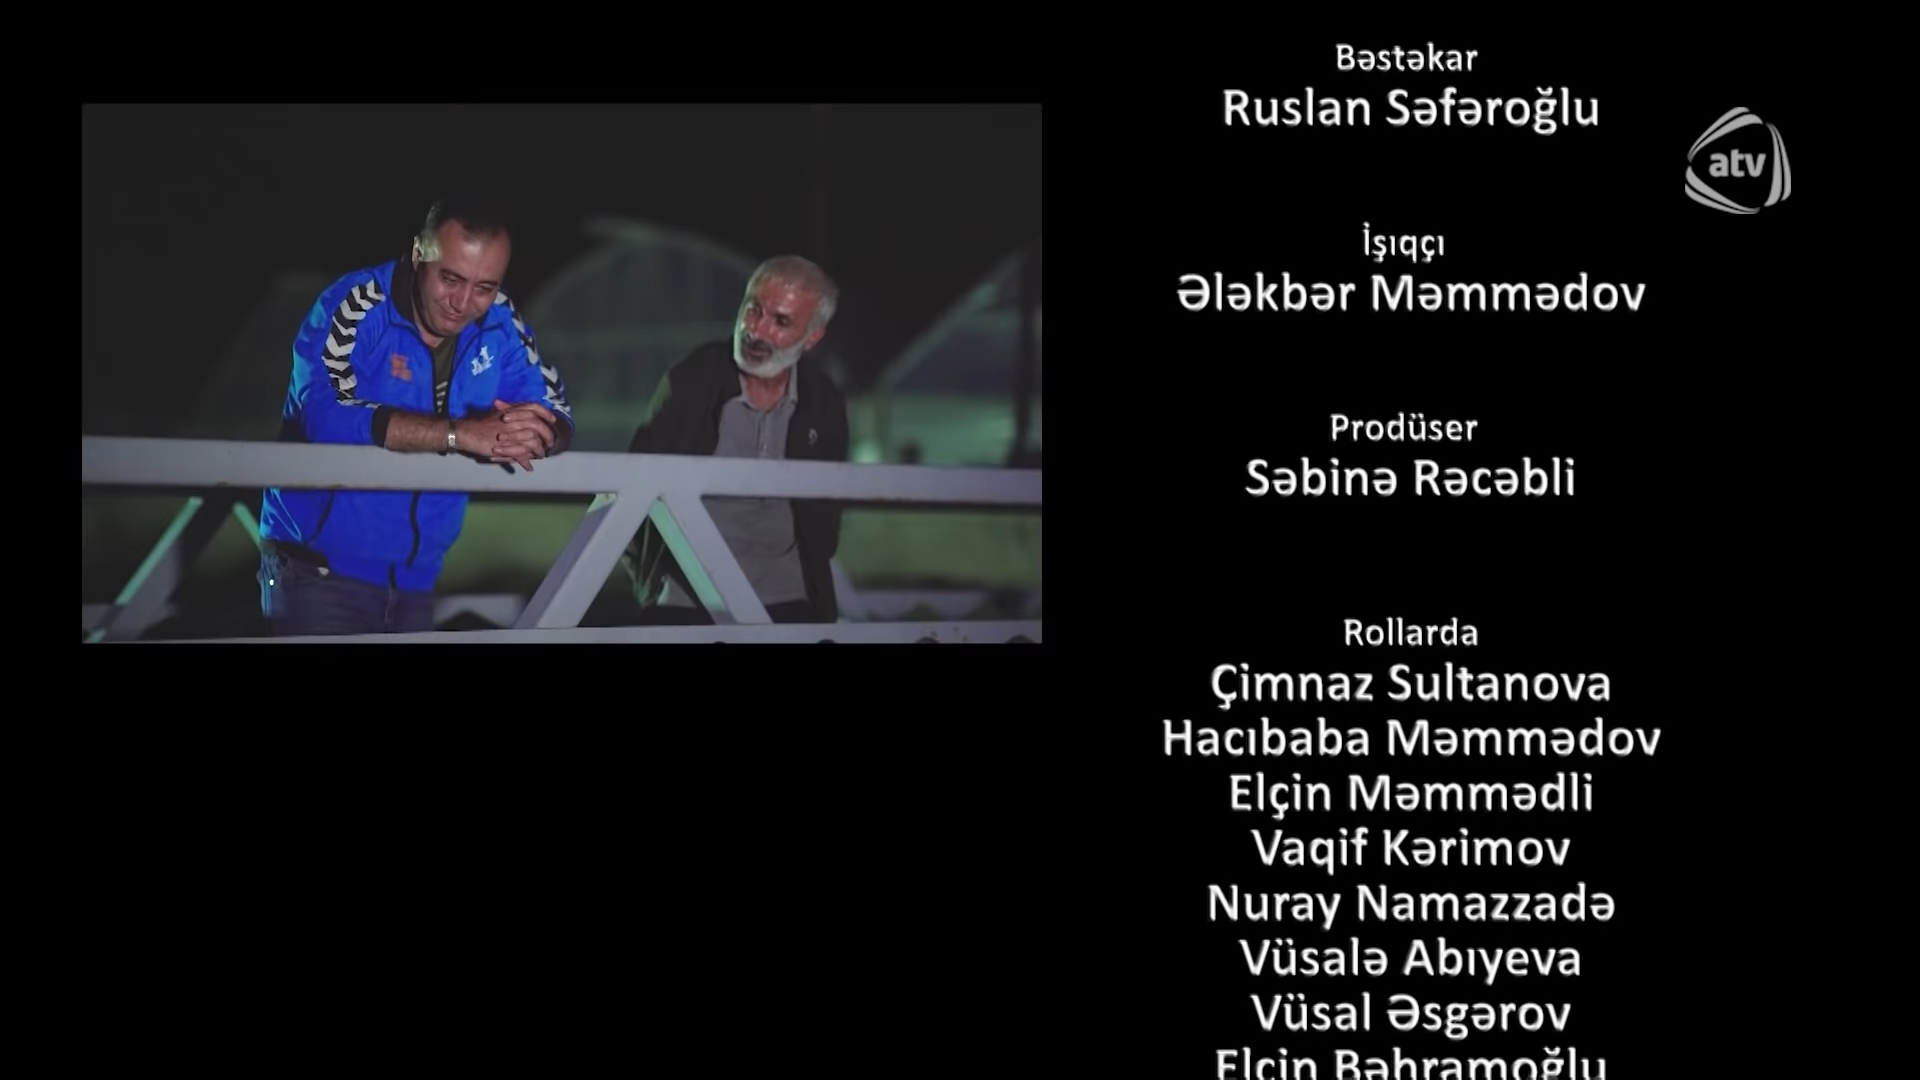 Bəstəkar
Ruslan Səfəroğlu
atv
İşıqçı
Ələkbər Məmmədov
Prodüser
Səbinə Rəcəbli
Rollarda
Çimnaz Sultanova
Hacıbaba Məmmədov
Elçin Məmmədli
Vaqif Kərimov
Nuray Namazzadə
Vüsalə Abıyeva
Vüsal Əsgərov
Elçin Bəhramoğlu